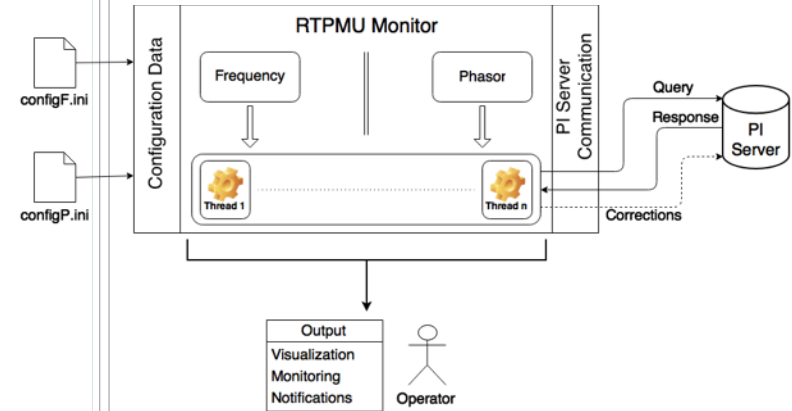 RTPMU Monitor
configF.ini
configP.ini
Configuration Data
Frequency
Phasor
Thread 1
Thread n
PI Server
Communication
Query
Response
Corrections
PI
Server
Output
Visualization
Monitoring
Notifications
Operator